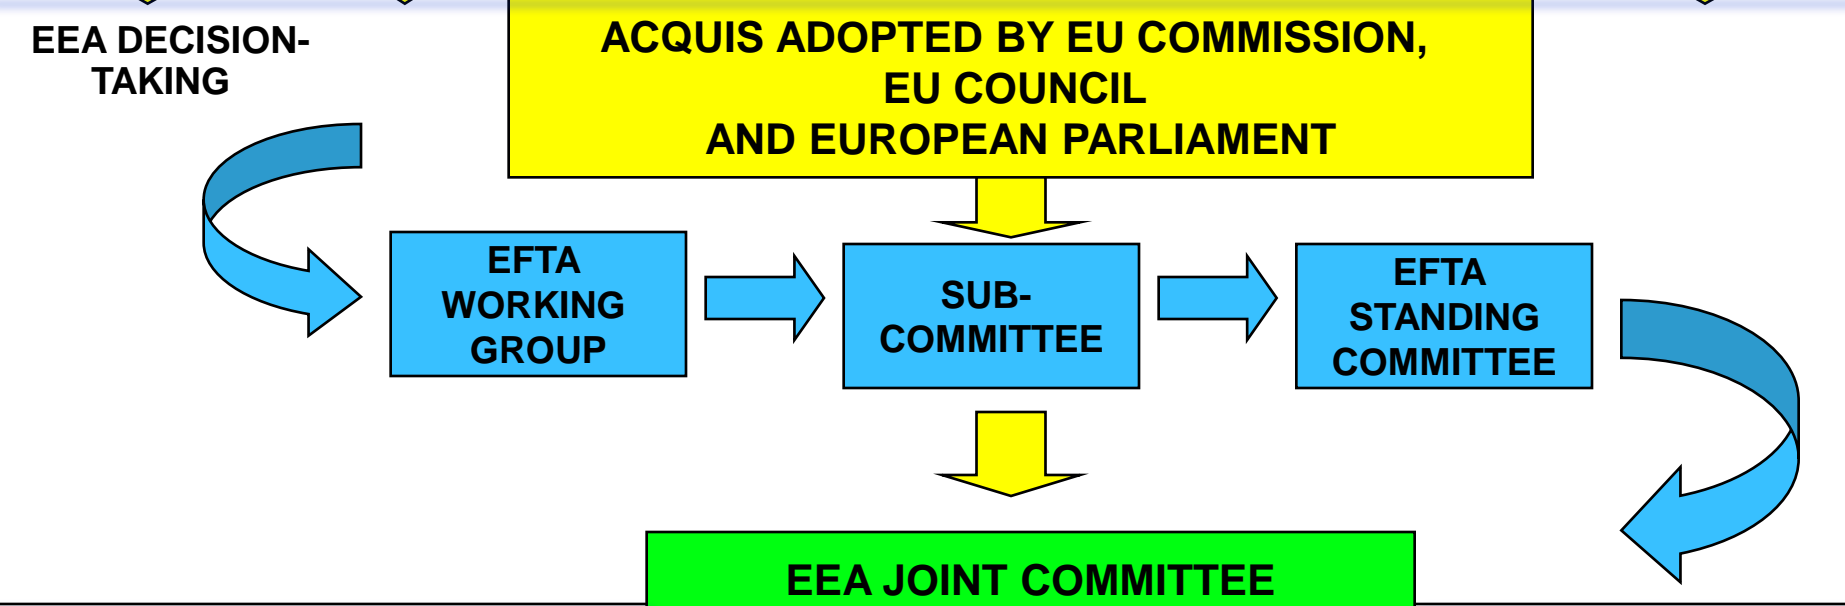 EEA DECISION-
TAKING
ACQUIS ADOPTED BY EU COMMISSION,
EU COUNCIL
AND EUROPEAN PARLIAMENT
EFTA
WORKING
GROUP
SUB-
COMMITTEE
EFTA
STANDING
COMMITTEE
EEA JOINT COMMITTEE